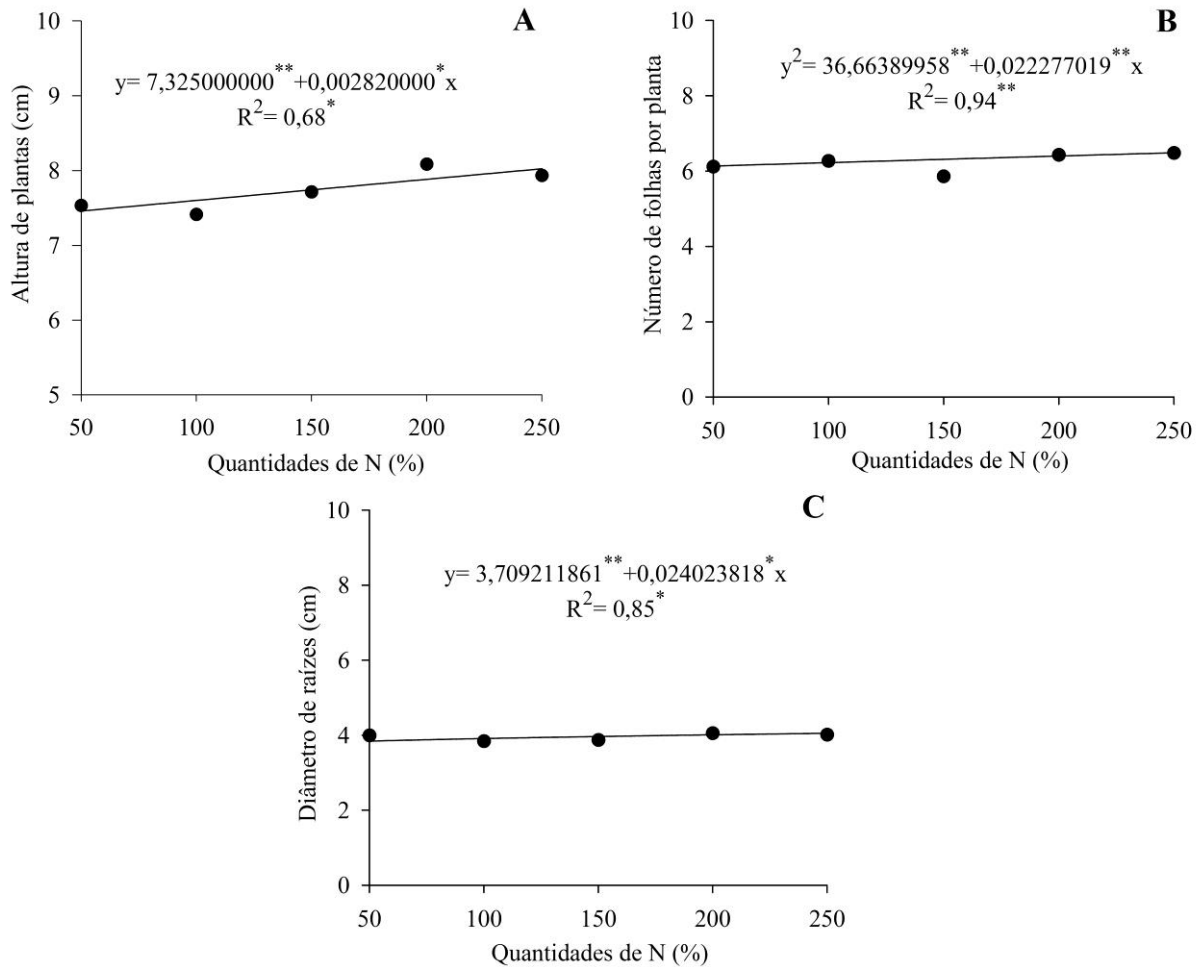 A
y= 7,325000000**+0,002820000*x
R²= 0,68*
Altura de plantas (cm)
10
9
8
7
6
5
50 100 150 200 250
Quantidades de N (%)
B
y²= 36,66389958**+0,022277019**x
R²= 0,94**
Número de folhas por planta
10
8
6
4
2
0
50 100 150 200 250
Quantidades de N (%)
C
y= 3,709211861**+0,024023818*x
R²= 0,85*
Diâmetro de raízes (cm)
10
8
6
4
2
0
50 100 150 200 250
Quantidades de N (%)